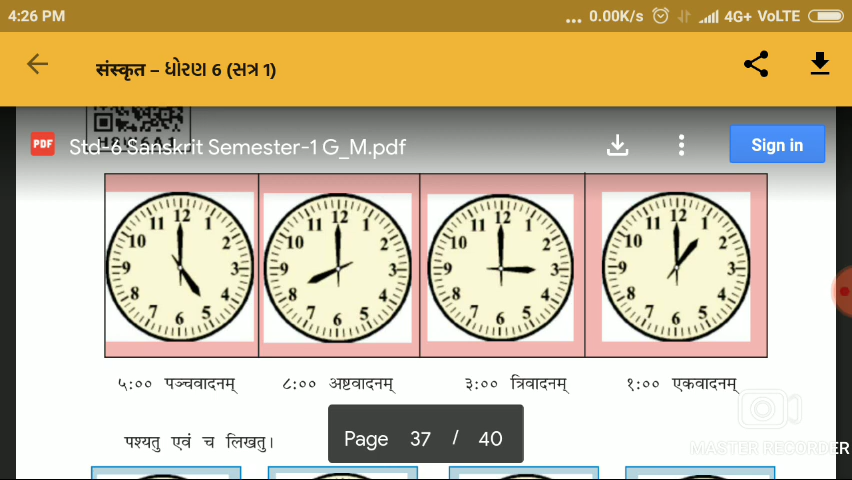 4:26 PM ... 0.00K/s 4G+ VoLTE
संस्कृत – ધોરણ 6 (સત્ર 1)
PDF Std-6 Sanskrit Semester-1 G_M.pdf Sign in
12 1 2 3 4 5 6 7 8 9 10 11
12 1 2 3 4 5 6 7 8 9 10 11
12 1 2 3 4 5 6 7 8 9 10 11
12 1 2 3 4 5 6 7 8 9 10 11
५:०० पञ्चवादनम् ८:०० अष्टवादनम् ३:०० त्रिवादनम् १:०० एकवादनम्
पश्यतु एवं च लिखतु।
Page 37 / 40
MASTER RECORDER